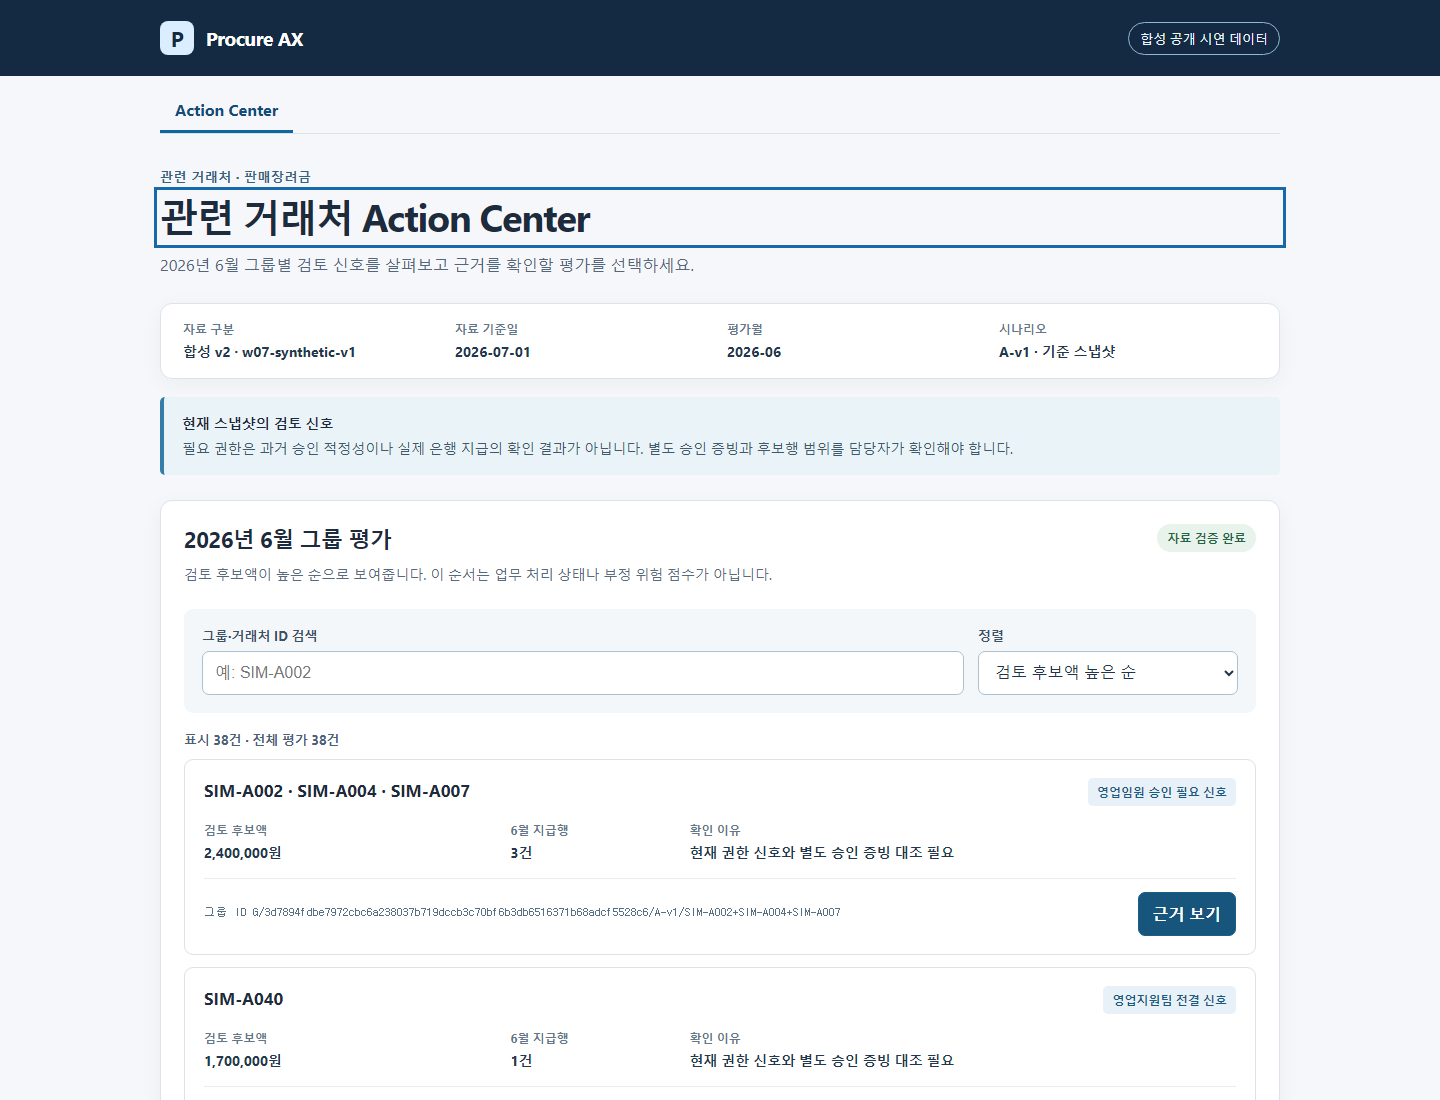 P Procure AX
합성 공개 시연 데이터
Action Center
관련 거래처 · 판매장려금
관련 거래처 Action Center
2026년 6월 그룹별 검토 신호를 살펴보고 근거를 확인할 평가를 선택하세요.
자료 구분 자료 기준일 평가월 시나리오
합성 v2 · w07-synthetic-v1 2026-07-01 2026-06 A-v1 · 기준 스냅샷
현재 스냅샷의 검토 신호
필요 권한은 과거 승인 적정성이나 실제 은행 지급의 확인 결과가 아닙니다. 별도 승인 증빙과 후보행 범위를 담당자가 확인해야 합니다.
2026년 6월 그룹 평가
자료 검증 완료
검토 후보액이 높은 순으로 보여줍니다. 이 순서는 업무 처리 상태나 부정 위험 점수가 아닙니다.
그룹·거래처 ID 검색 정렬
예: SIM-A002 검토 후보액 높은 순
표시 38건 · 전체 평가 38건
SIM-A002 · SIM-A004 · SIM-A007
영업임원 승인 필요 신호
검토 후보액 6월 지급행 확인 이유
2,400,000원 3건 현재 권한 신호와 별도 승인 증빙 대조 필요
그룹 ID G/3d7894fdbe7972cbc6a238037b719dccb3c70bf6b3db6516371b68adcf5528c6/A-v1/SIM-A002+SIM-A004+SIM-A007
근거 보기
SIM-A040
영업지원팀 전결 신호
검토 후보액 6월 지급행 확인 이유
1,700,000원 1건 현재 권한 신호와 별도 승인 증빙 대조 필요